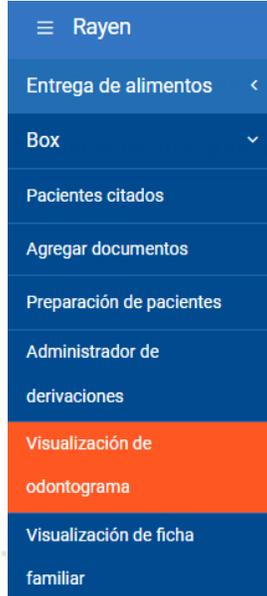 Rayen
Entrega de alimentos
Box
Pacientes citados
Agregar documentos
Preparación de pacientes
Administrador de
derivaciones
Visualización de
odontograma
Visualización de ficha
familiar